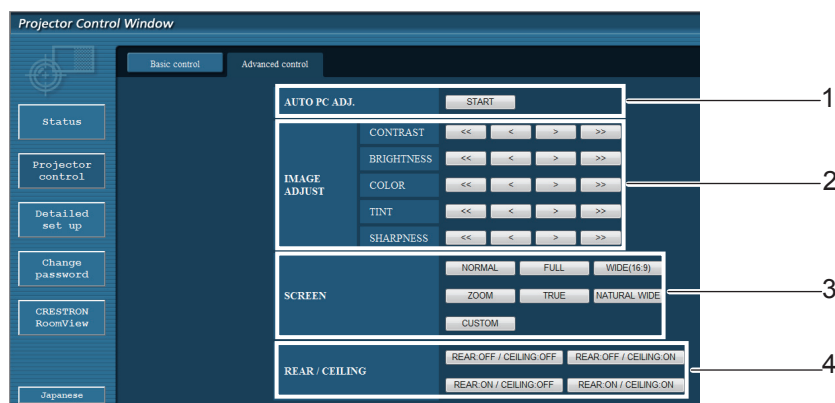 Projector Control Window
Basic control
Advanced control
Status
Projector
control
Detailed
set up
Change
password
CRESTRON
RoomView
Japanese
AUTO PC ADJ.
START
1
IMAGE
ADJUST
CONTRAST << < > >>
BRIGHTNESS << < > >>
COLOR << < > >>
TINT << < > >>
SHARPNESS << < > >>
2
SCREEN
NORMAL FULL WIDE(16:9)
ZOOM TRUE NATURAL WIDE
CUSTOM
3
REAR / CEILING
REAR:OFF / CEILING:OFF REAR:OFF / CEILING:ON
REAR:ON / CEILING:OFF REAR:ON / CEILING:ON
4